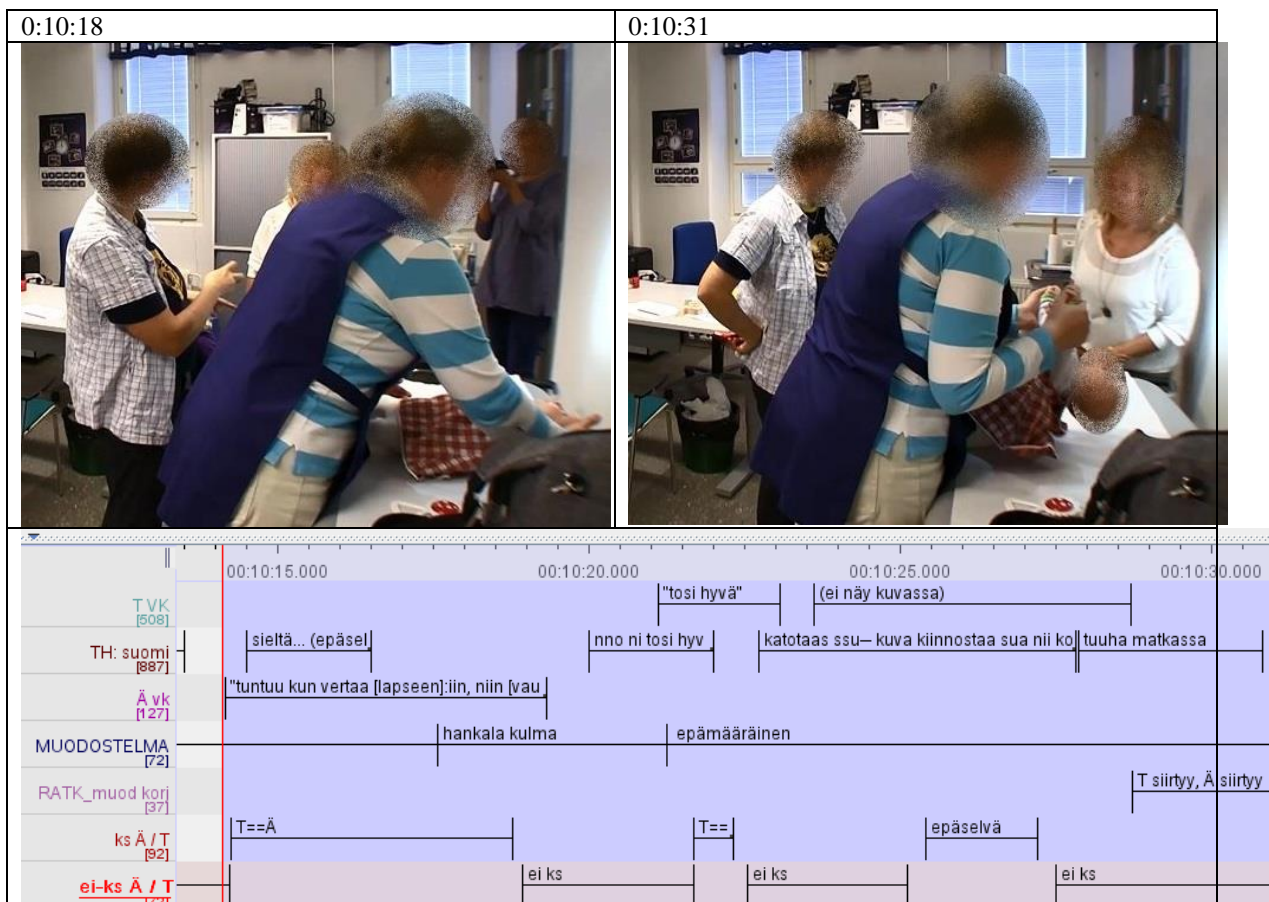 0:10:18
0:10:31
00:10:15.000 00:10:20.000 00:10:25.000 00:10:30.000
T VK "tosi hyvä" (ei näy kuvassa)
[508]
TH: suomi sieltä... (epäsel nno ni tosi hyv katotaas ssu– kuva kiinnostaa sua nii ko tuuha matkassa
[887]
Ä vk "tuntuu kun vertaa [lapseen]:iin, niin [vau
[127]
MUODOSTELMA hankala kulma epämääräinen
[72]
RATK_muod korj T siirtyy, Ä siirtyy
[37]
ks Ä / T T==Ä T== epäselvä
[92]
ei-ks Ä / T ei ks ei ks ei ks